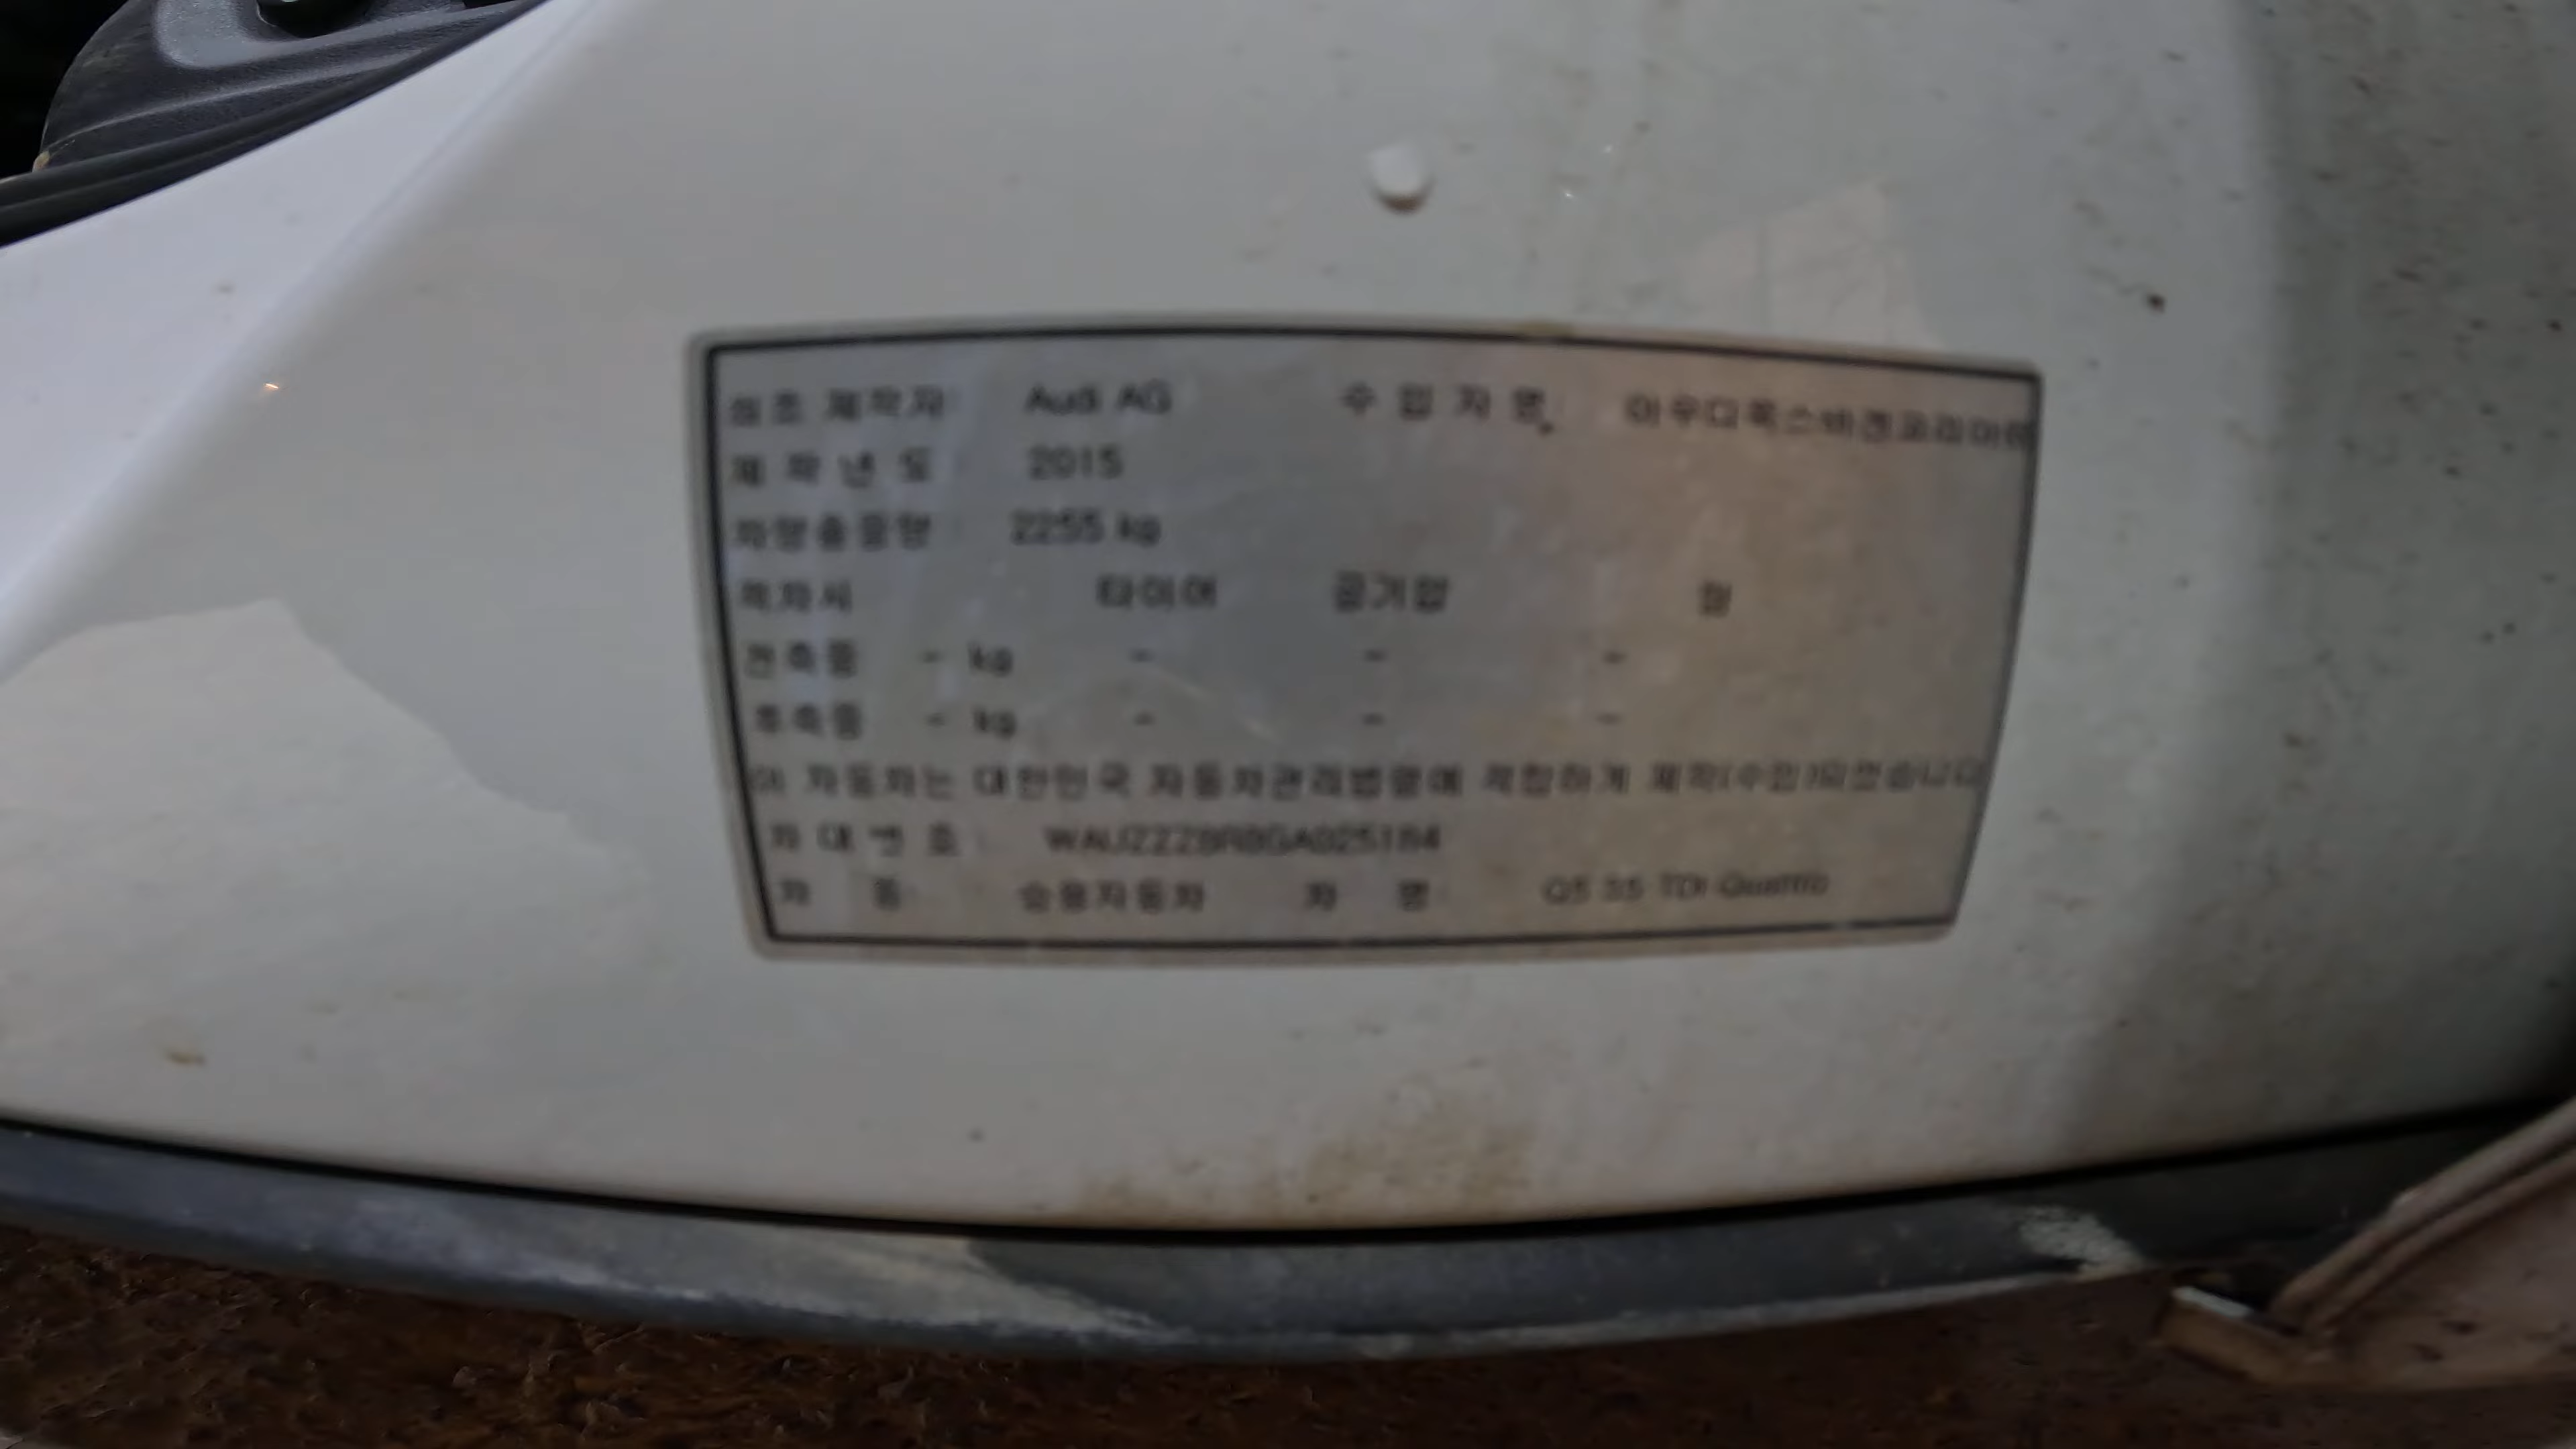 최초 제작자 Audi AG 수 입 자 명 아우디폭스바겐코리아㈜
제 작 년 도 : 2015
차량총중량 : 2255 kg
적차시 타이어 공기압 림
전축중 - kg - - -
후축중 - kg - - -
이 자동차는 대한민국 자동차관리법령에 적합하게 제작(수입)되었습니다
차 대 번 호 : WAUZZZ8R8GA025184
차 종 승용자동차 차 명 Q5 35 TDI Quattro